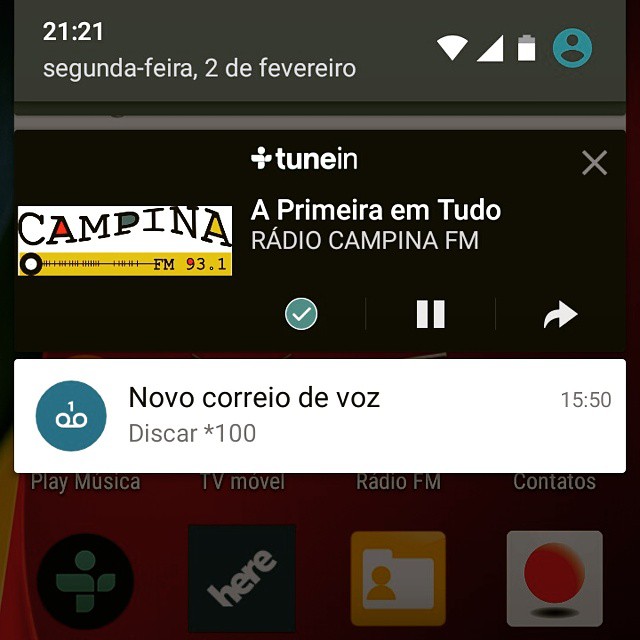 21:21
segunda-feira, 2 de fevereiro
tunein
CAMPINA
FM 93.1
A Primeira em Tudo
RÁDIO CAMPINA FM
Novo correio de voz
15:50
1
Discar *100
Play Música
TV móvel
Rádio FM
Contatos
here